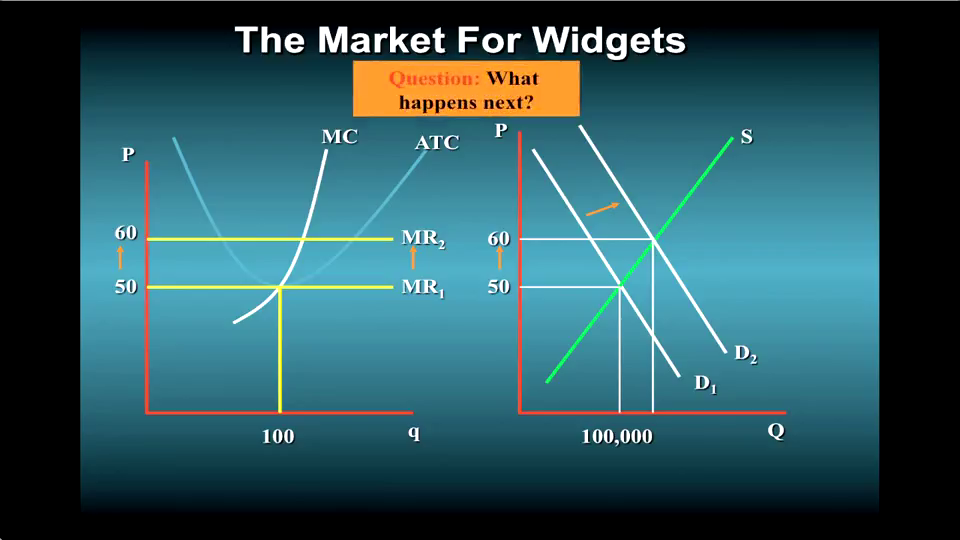 The Market For Widgets
Question: What
happens next?
P
MC
ATC
60
50
MR2
MR1
100
q
P
S
60
50
D2
D1
100,000
Q